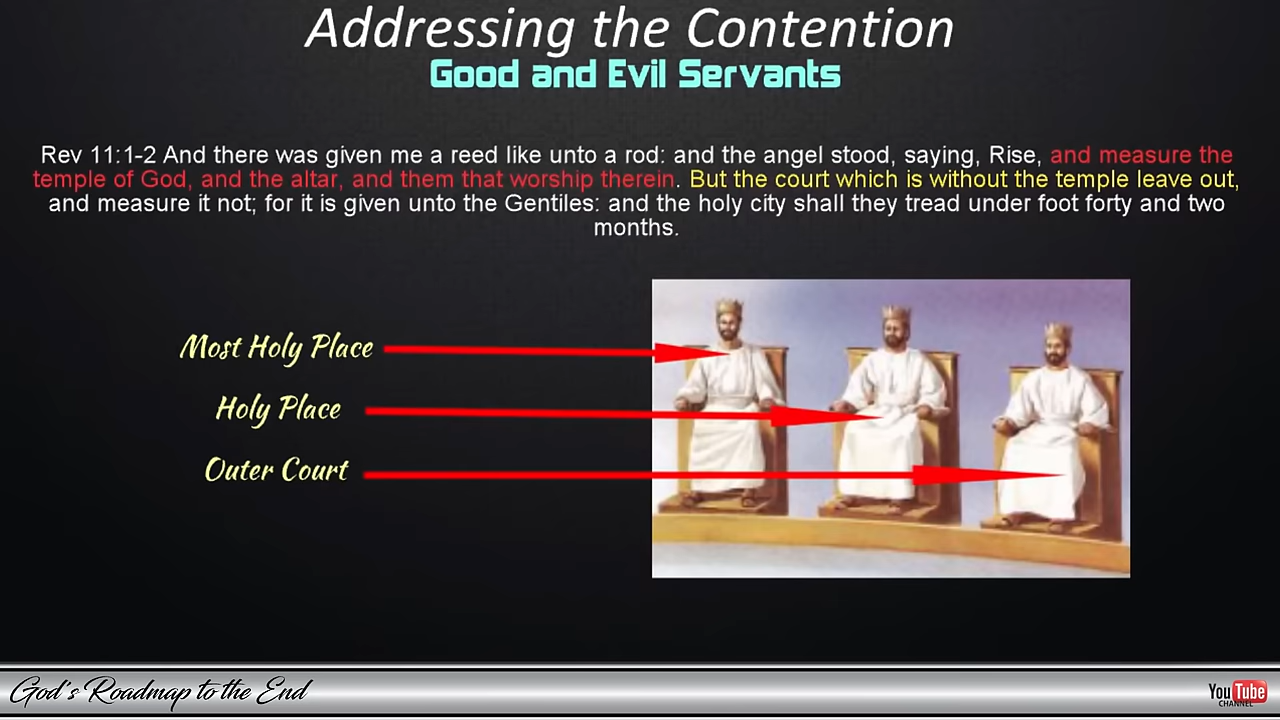 Addressing the Contention
Good and Evil Servants
Rev 11:1-2 And there was given me a reed like unto a rod: and the angel stood, saying, Rise, and measure the
temple of God, and the altar, and them that worship therein. But the court which is without the temple leave out,
and measure it not; for it is given unto the Gentiles: and the holy city shall they tread under foot forty and two
months.
Most Holy Place
Holy Place
Outer Court
God's Roadmap to the End
YouTube
CHANNEL